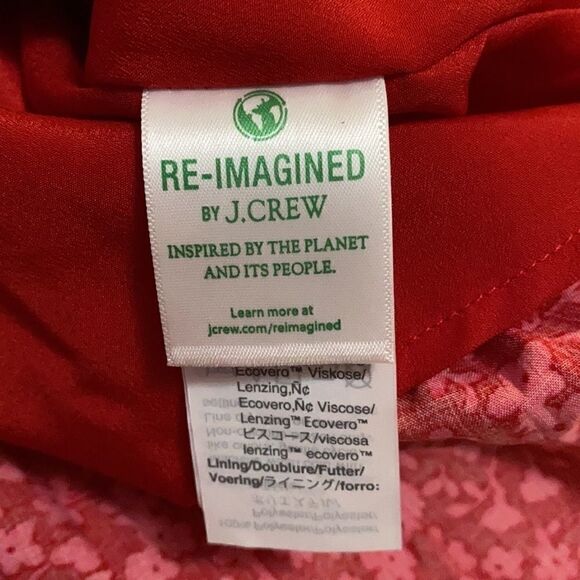 RE-IMAGINED
BY J.CREW
INSPIRED BY THE PLANET
AND ITS PEOPLE.
Learn more at
jcrew.com/reimagined
Ecovero™ Viskose/
Lenzing‚Ñ¢
Ecovero‚Ñ¢ Viscose/
Lenzing™ Ecovero™
ビスコース/viscosa
lenzing™ ecovero™
Lining/Doublure/Futter/
Voering/ライニング/forro: